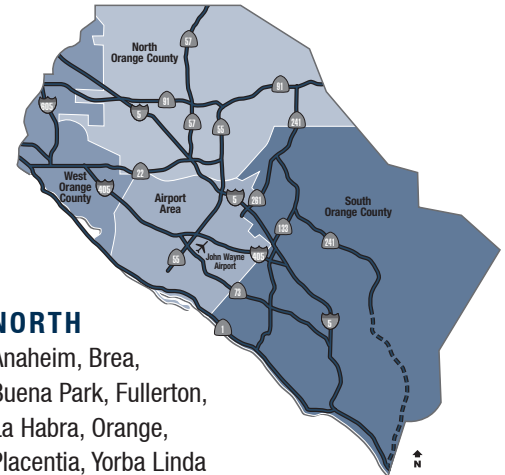 57
North
Orange County
91
91
605
5
57
55
241
22
West
Orange
County
405
Airport
Area
5
261
South
Orange County
133
241
55
John Wayne
Airport
405
73
1
5
NORTH
Anaheim, Brea,
Buena Park, Fullerton,
La Habra, Orange,
Placentia, Yorba Linda
N